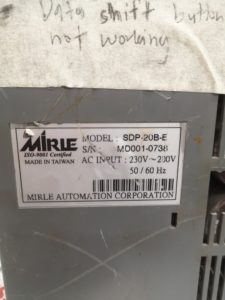 Data shift button
not working
MIRLE
ISO-9001 Certified
MADE IN TAIWAN
MODEL : SDP-20B-E
S/N : MD001-0738
AC INPUT : 230V ~ 200V
50 / 60 Hz
MIRLE AUTOMATION CORPORATION